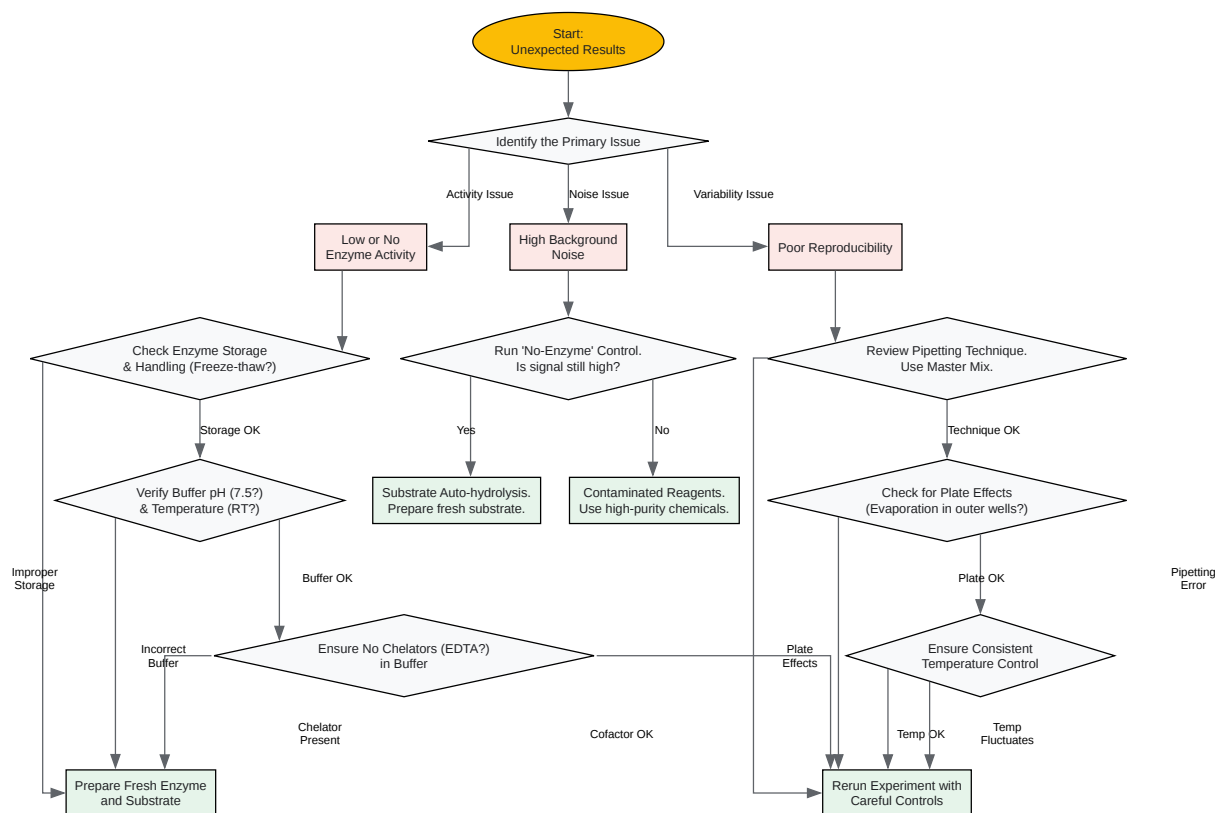 Start:
Unexpected Results
Identify the Primary Issue
Activity Issue
Noise Issue
Variability Issue
Low or No
Enzyme Activity
High Background
Noise
Poor Reproducibility
Check Enzyme Storage
& Handling (Freeze-thaw?)
Run 'No-Enzyme' Control.
Is signal still high?
Review Pipetting Technique.
Use Master Mix.
Storage OK
Yes
No
Technique OK
Verify Buffer pH (7.5?)
& Temperature (RT?)
Substrate Auto-hydrolysis.
Prepare fresh substrate.
Contaminated Reagents.
Use high-purity chemicals.
Check for Plate Effects
(Evaporation in outer wells?)
Improper
Storage
Buffer OK
Plate OK
Pipetting
Error
Incorrect
Buffer
Ensure No Chelators (EDTA?)
in Buffer
Plate
Effects
Ensure Consistent
Temperature Control
Chelator
Present
Cofactor OK
Temp OK
Temp
Fluctuates
Prepare Fresh Enzyme
and Substrate
Rerun Experiment with
Careful Controls